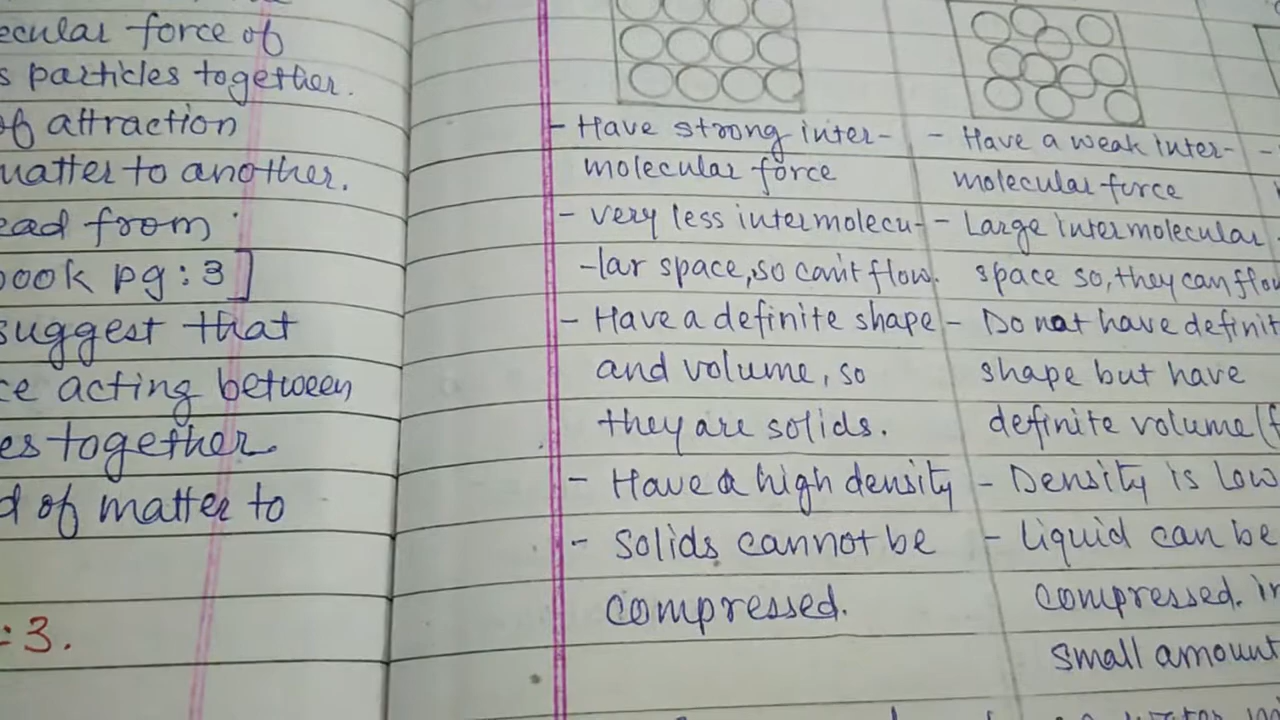 ecular force of
s particles together.
of attraction
matter to another.
ead from
book pg: 3]
suggest that
ce acting between
es together.
d of matter to
: 3.
- Have strong inter-
molecular force
- very less intermolecu-
-lar space, so can't flow.
- Have a definite shape
and volume, so
they are solids.
- Have a high density
- Solids cannot be
compressed.
- Have a weak inter-
molecular force
- Large intermolecular
space so, they can flow
- Do not have definit
shape but have
definite volume (f
- Density is low
- Liquid can be
compressed. in
small amount